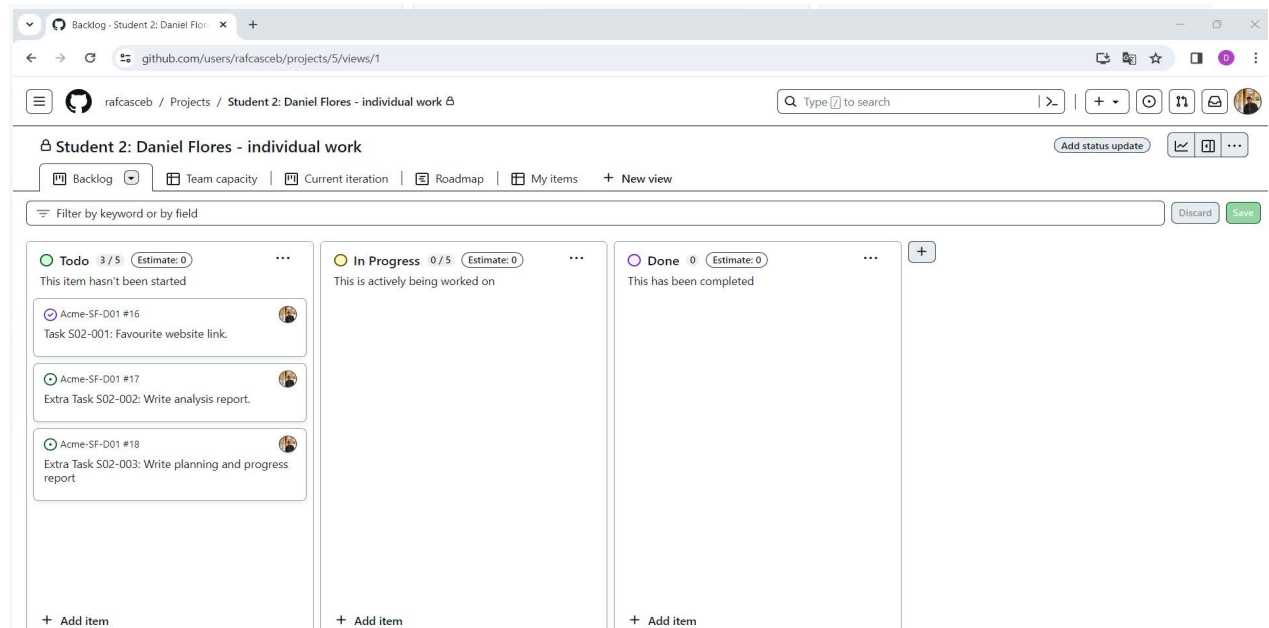 Backlog · Student 2: Daniel Flor
github.com/users/rafcasceb/projects/5/views/1
D
rafcasceb / Projects / Student 2: Daniel Flores - individual work
Type / to search
Student 2: Daniel Flores - individual work
Add status update
Backlog
Team capacity
Current iteration
Roadmap
My items
+ New view
Filter by keyword or by field
Discard
Save
Todo 3 / 5 Estimate: 0
This item hasn't been started
Acme-SF-D01 #16
Task S02-001: Favourite website link.
Acme-SF-D01 #17
Extra Task S02-002: Write analysis report.
Acme-SF-D01 #18
Extra Task S02-003: Write planning and progress
report
+ Add item
In Progress 0 / 5 Estimate: 0
This is actively being worked on
+ Add item
Done 0 Estimate: 0
This has been completed
+ Add item